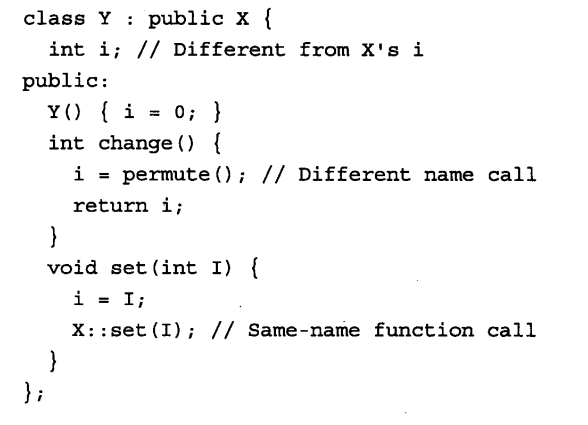 class Y : public X {
  int i; // Different from X's i
public:
  Y() { i = 0; }
  int change() {
    i = permute(); // Different name call
    return i;
  }
  void set(int I) {
    i = I;
    X::set(I); // Same-name function call
  }
};